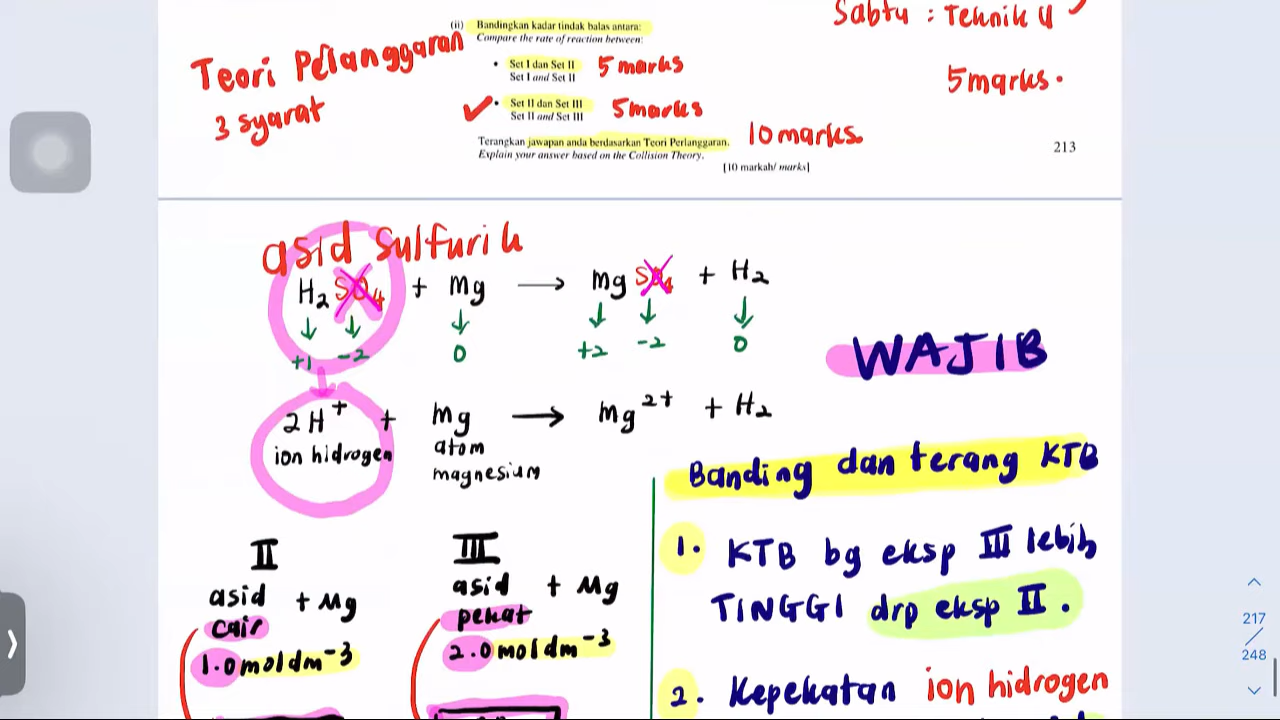 Sabtu : Teknik 4
(ii) Bandingkan kadar tindak balas antara:
Compare the rate of reaction between:
Teori Pelanggaran
3 syarat
• Set I dan Set II 5 marks
Set I and Set II
5 marks.
• Set II dan Set III 5 marks
Set II and Set III
Terangkan jawapan anda berdasarkan Teori Perlanggaran. 10 marks.
Explain your answer based on the Collision Theory.
[10 markah/ marks]
213
asid sulfurik
H₂SO₄ + Mg → MgSO₄ + H₂
↓ ↓ ↓ ↓ ↓ ↓
+1 -2 0 +2 -2 0
WAJIB
2H⁺ + Mg → Mg²⁺ + H₂
ion hidrogen atom
magnesium
Banding dan terang KTB
1. KTB bg eksp III lebih
TINGGI drp eksp II.
2. Kepekatan ion hidrogen
II
asid + Mg
cair
1.0 mol dm⁻³
III
asid + Mg
pekat
2.0 mol dm⁻³
217
248